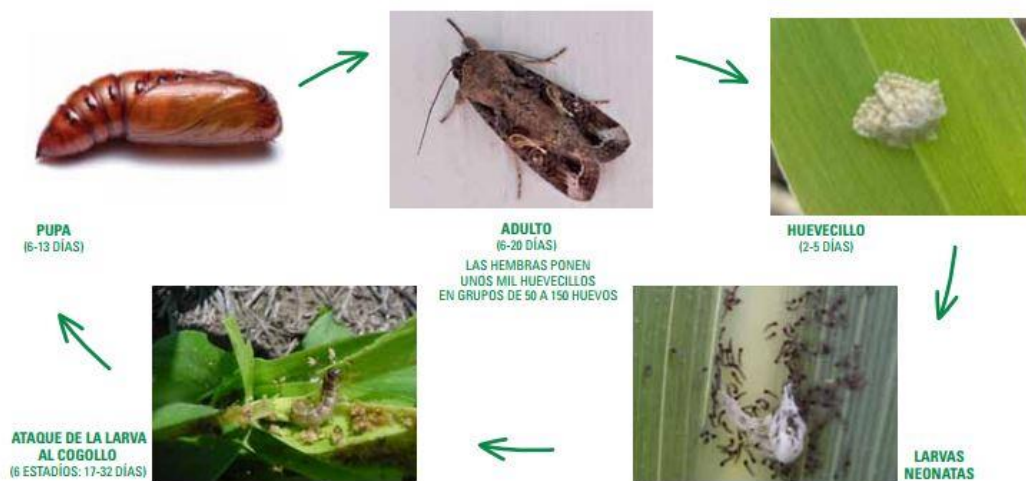 PUPA
(6-13 DÍAS)
ADULTO
(6-20 DÍAS)
LAS HEMBRAS PONEN
UNOS MIL HUEVECILLOS
EN GRUPOS DE 50 A 150 HUEVOS
HUEVECILLO
(2-5 DÍAS)
ATAQUE DE LA LARVA
AL COGOLLO
(6 ESTADÍOS: 17-32 DÍAS)
LARVAS
NEONATAS